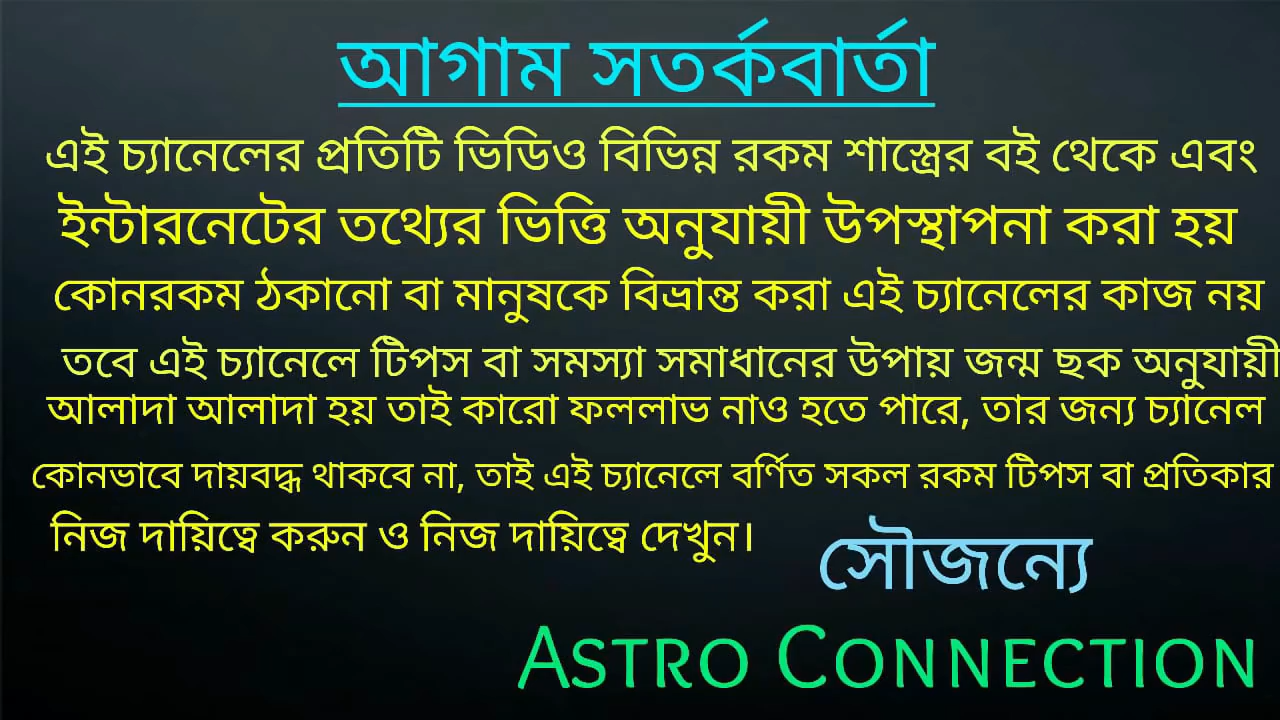 আগাম সতর্কবার্তা
এই চ্যানেলের প্রতিটি ভিডিও বিভিন্ন রকম শাস্ত্রের বই থেকে এবং
ইন্টারনেটের তথ্যের ভিত্তি অনুযায়ী উপস্থাপনা করা হয়
কোনরকম ঠকানো বা মানুষকে বিভ্রান্ত করা এই চ্যানেলের কাজ নয়
তবে এই চ্যানেলে টিপস বা সমস্যা সমাধানের উপায় জন্ম ছক অনুযায়ী
আলাদা আলাদা হয় তাই কারো ফললাভ নাও হতে পারে, তার জন্য চ্যানেল
কোনভাবে দায়বদ্ধ থাকবে না, তাই এই চ্যানেলে বর্ণিত সকল রকম টিপস বা প্রতিকার
নিজ দায়িত্বে করুন ও নিজ দায়িত্বে দেখুন।
সৌজন্যে
ASTRO CONNECTION